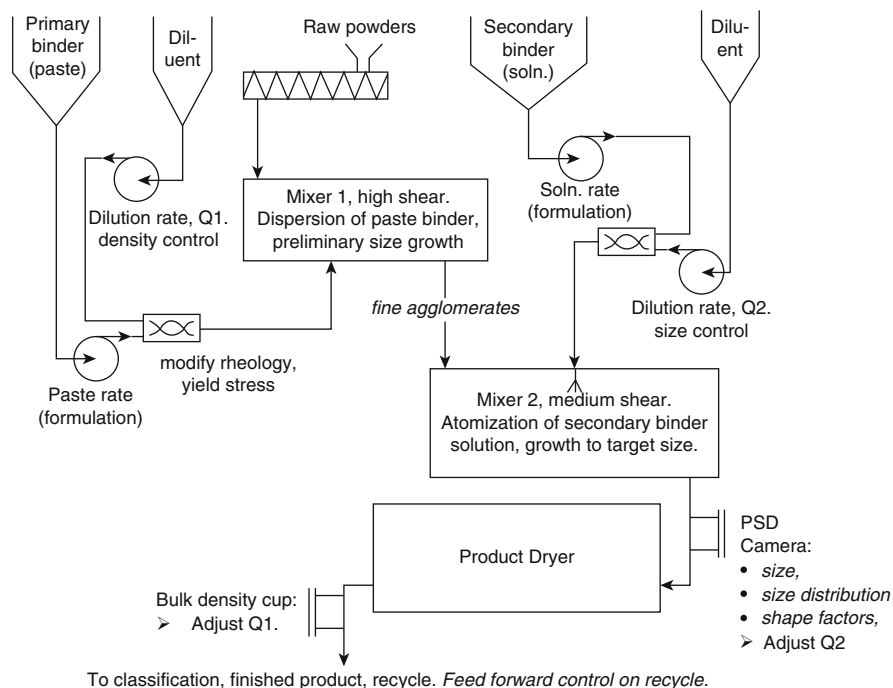 Primary
binder
(paste)
Dil-
uent
Raw powders
Secondary
binder
(soln.)
Dilu-
ent
Dilution rate, Q1.
density control
Mixer 1, high shear.
Dispersion of paste binder,
preliminary size growth
Soln. rate
(formulation)
Dilution rate, Q2.
size control
fine agglomerates
modify rheology,
yield stress
Paste rate
(formulation)
Mixer 2, medium shear.
Atomization of secondary binder
solution, growth to target size.
Product Dryer
PSD
Camera:
• size,
• size distribution
• shape factors,
➢ Adjust Q2
Bulk density cup:
➢ Adjust Q1.
To classification, finished product, recycle. Feed forward control on recycle.